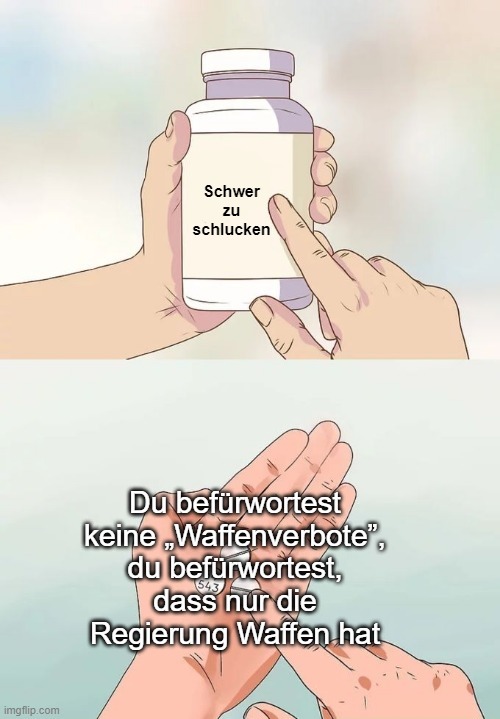 Schwer
zu
schlucken
Du befürwortest
keine „Waffenverbote”,
du befürwortest,
543
dass nur die
Regierung Waffen hat
imgflip.com